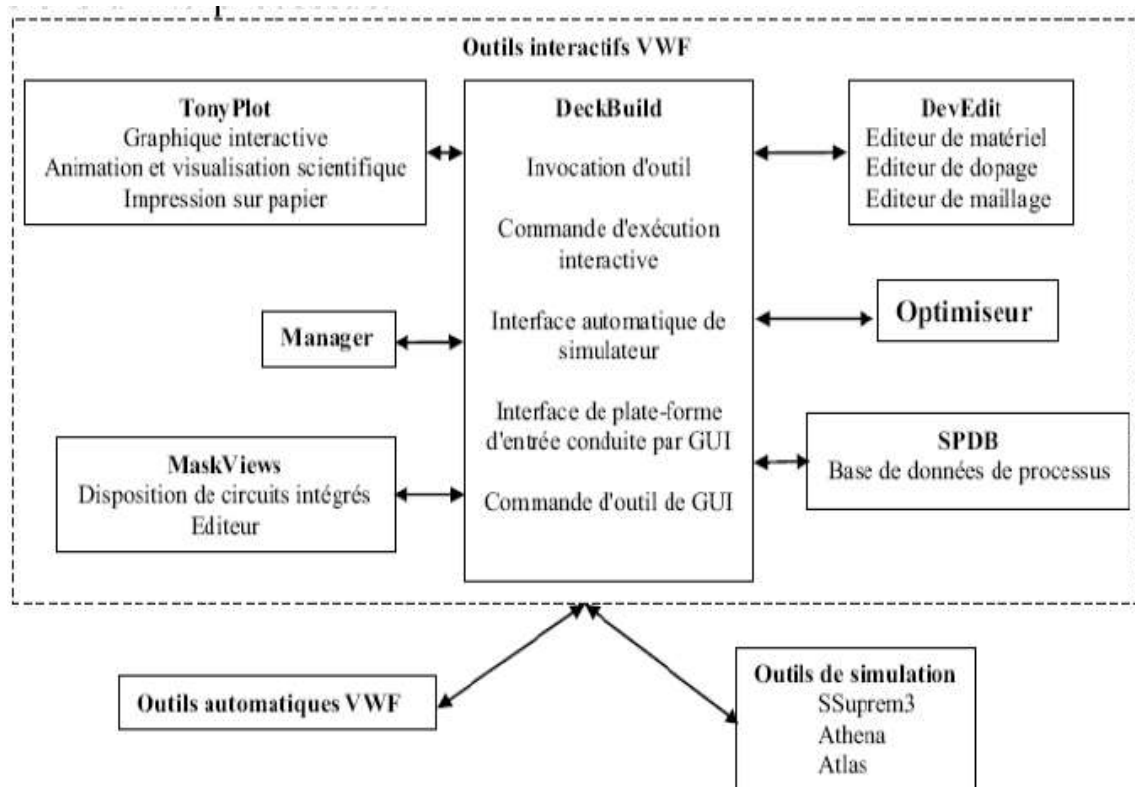 Outils interactifs VWF
TonyPlot
Graphique interactive
Animation et visualisation scientifique
Impression sur papier
DeckBuild
Invocation d'outil
Commande d'exécution
interactive
Interface automatique de
simulateur
Interface de plate-forme
d'entrée conduite par GUI
Commande d'outil de GUI
DevEdit
Editeur de matériel
Editeur de dopage
Editeur de maillage
Manager
Optimiseur
MaskViews
Disposition de circuits intégrés
Editeur
SPDB
Base de données de processus
Outils automatiques VWF
Outils de simulation
SSuprem3
Athena
Atlas